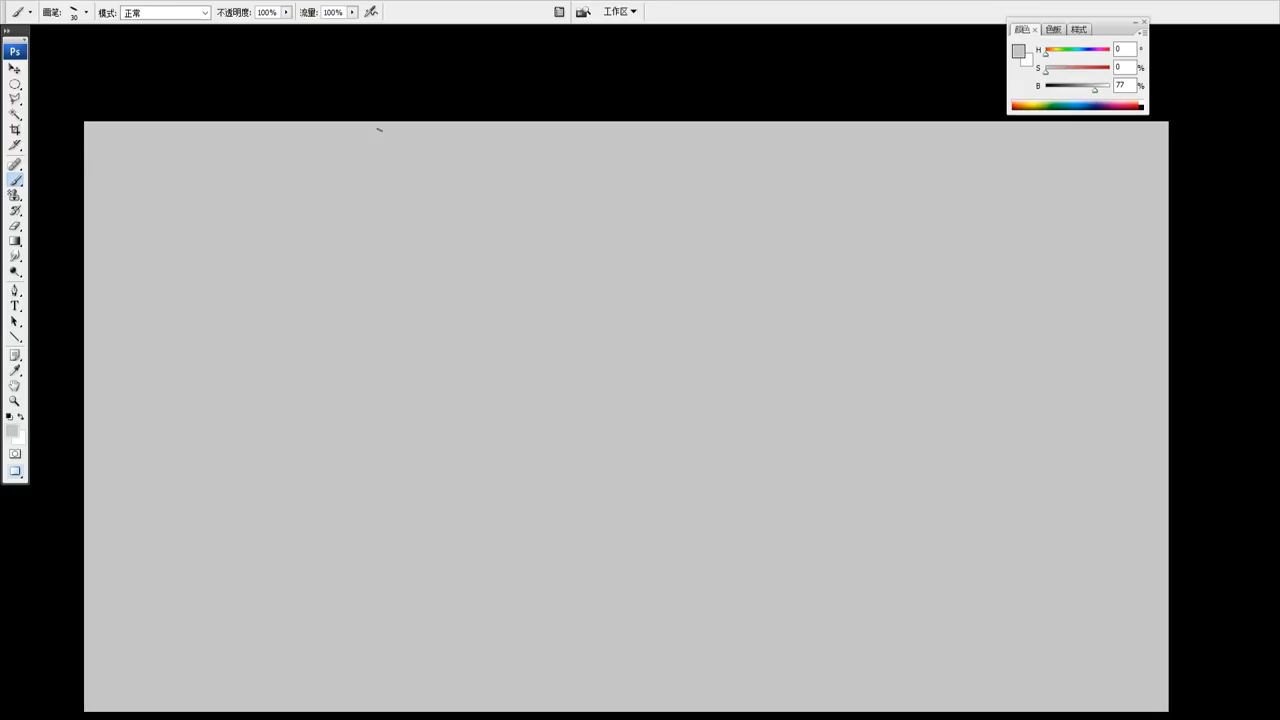 画笔: 30 模式: 正常 不透明度: 100% 流量: 100% 工作区
颜色 色板 样式
Ps
H 0 °
S 0 %
B 77 %
T